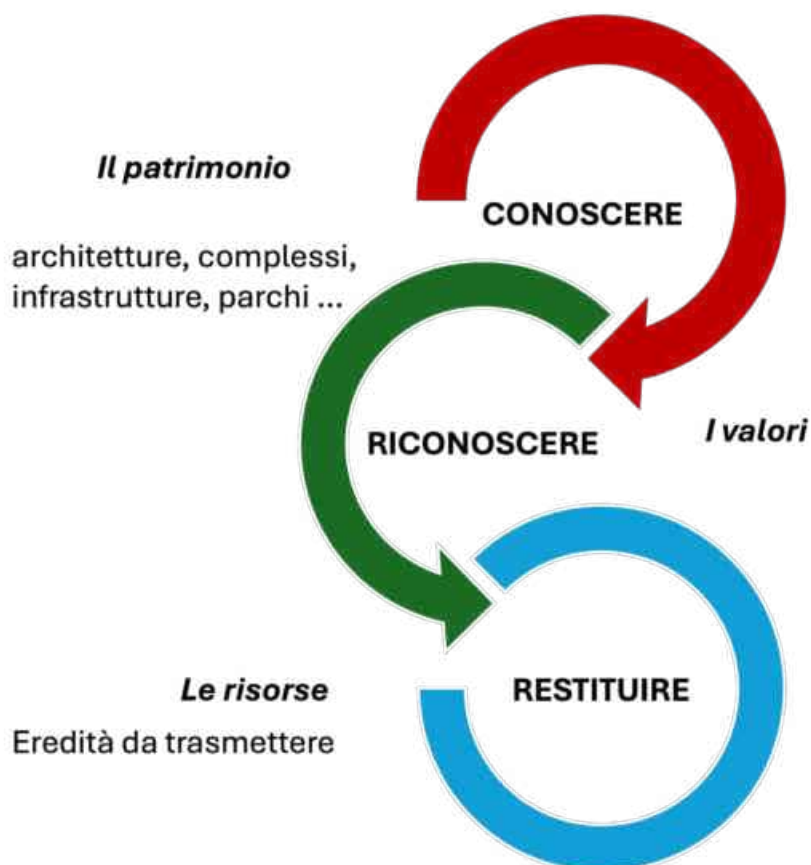 Il patrimonio
CONOSCERE
architetture, complessi,
infrastrutture, parchi ...
I valori
RICONOSCERE
Le risorse
RESTITUIRE
Eredità da trasmettere